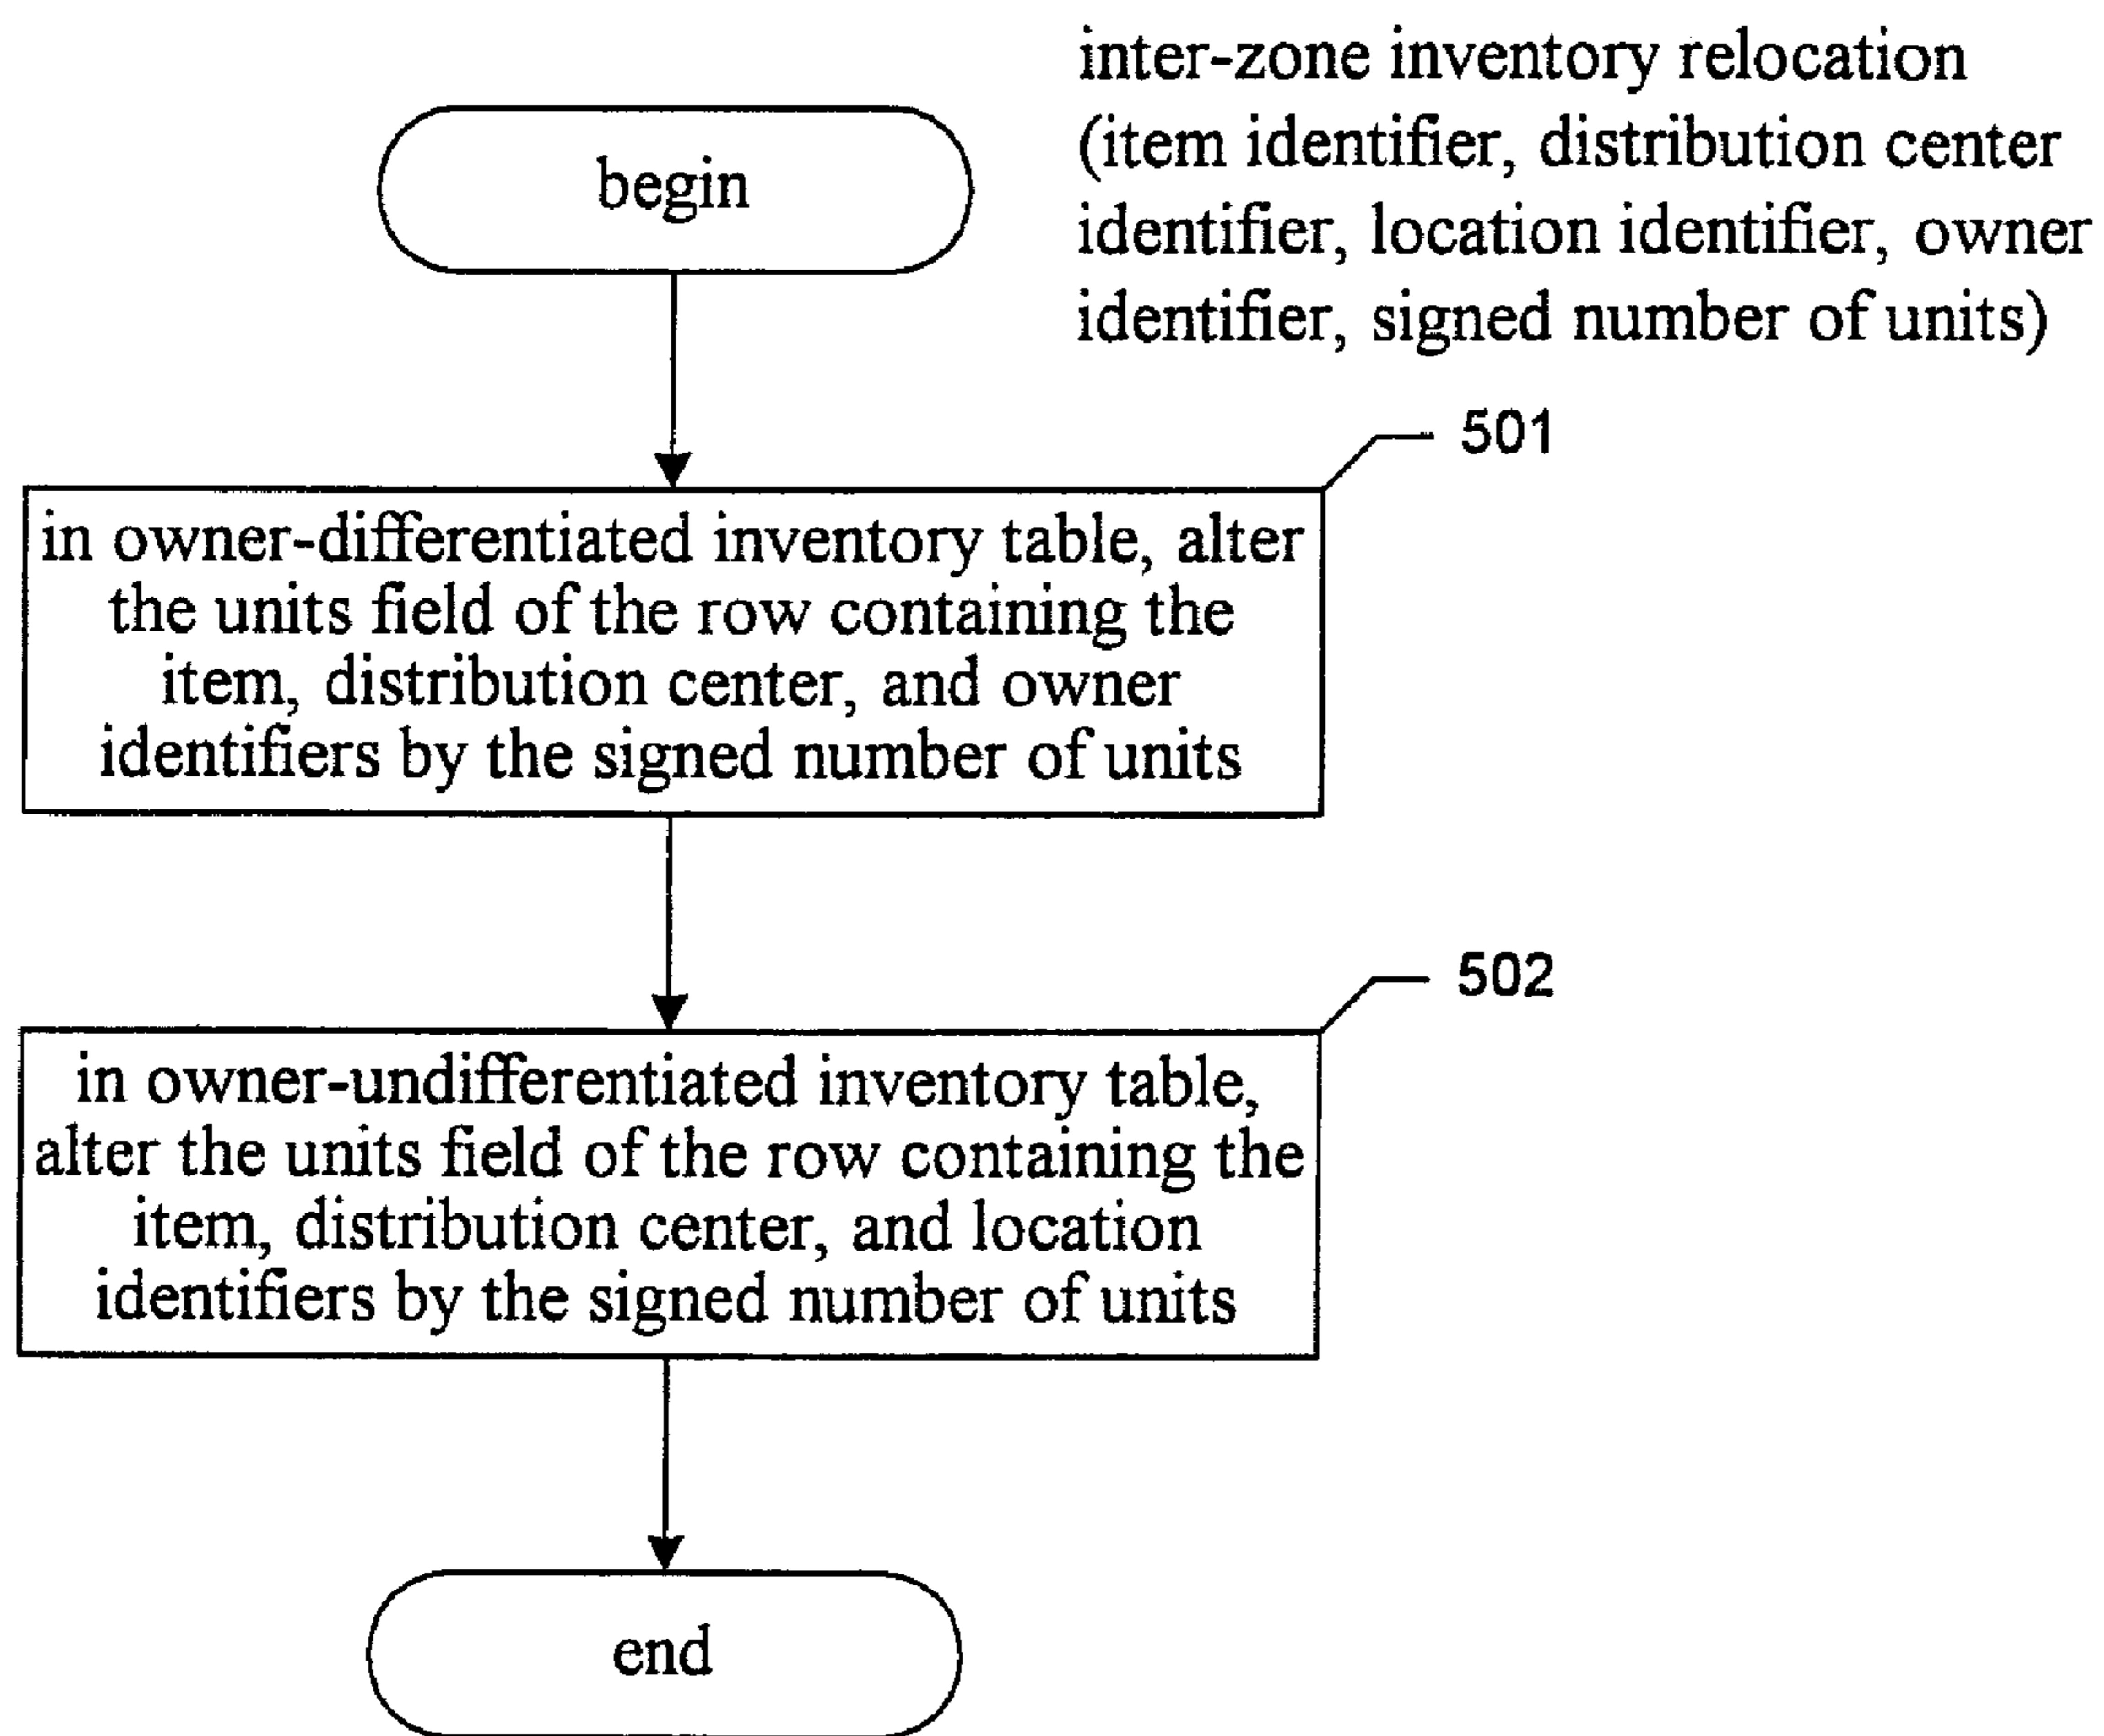 inter-zone inventory relocation
(item identifier, distribution center
identifier, location identifier, owner
identifier, signed number of units)
begin
501
in owner-differentiated inventory table, alter
the units field of the row containing the
item, distribution center, and owner
identifiers by the signed number of units
502
in owner-undifferentiated inventory table,
alter the units field of the row containing the
item, distribution center, and location
identifiers by the signed number of units
end